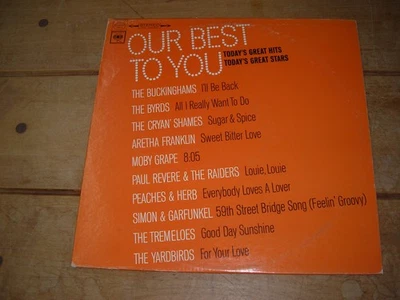 OUR BEST
TO YOU
TODAY'S GREAT HITS
TODAY'S GREAT STARS
THE BUCKINGHAMS I'll Be Back
THE BYRDS All I Really Want To Do
THE CRYAN' SHAMES Sugar & Spice
ARETHA FRANKLIN Sweet Bitter Love
MOBY GRAPE 8:05
PAUL REVERE & THE RAIDERS Louie, Louie
PEACHES & HERB Everybody Loves A Lover
SIMON & GARFUNKEL 59th Street Bridge Song (Feelin' Groovy)
THE TREMELOES Good Day Sunshine
THE YARDBIRDS For Your Love